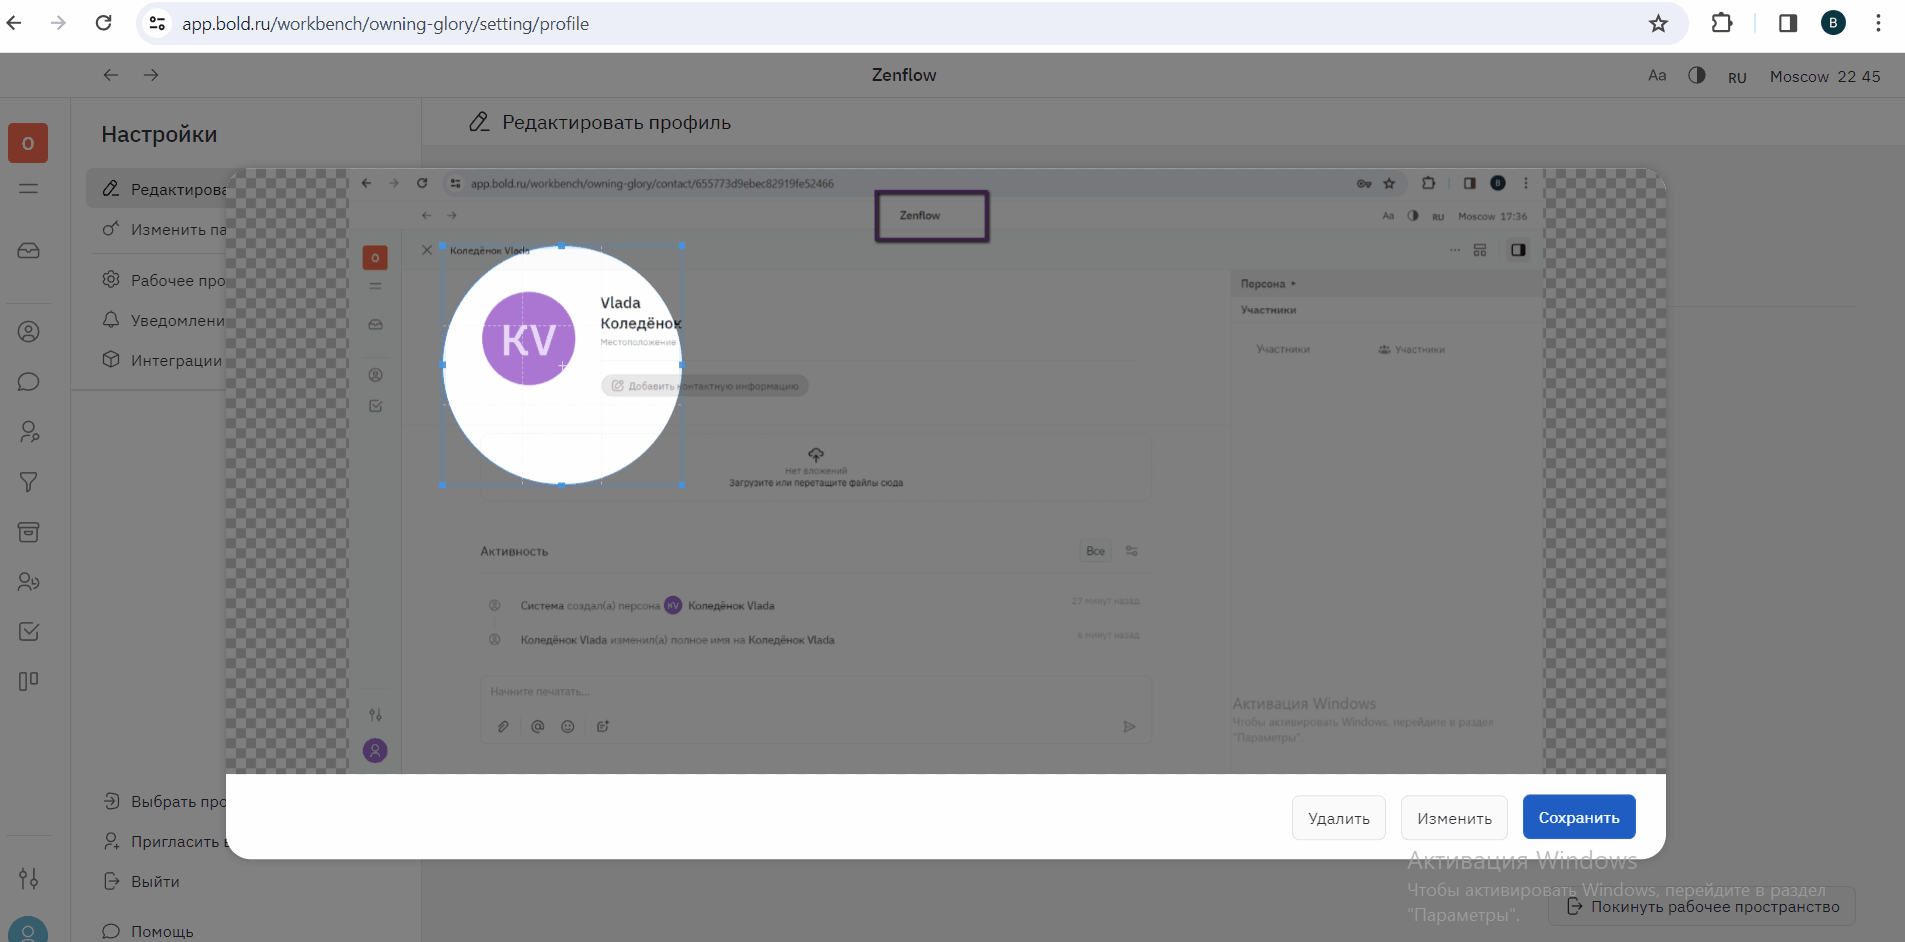 app.bold.ru/workbench/owning-glory/setting/profile
B
Zenflow
Aa
RU
Moscow 22 45
O
Настройки
Редактировать профиль
Редактирова
Изменить па
Рабочее про
Уведомлени
Интеграции
app.bold.ru/workbench/owning-glory/contact/655773d9ebec82919fe52466
B
Zenflow
Aa
RU
Moscow 17:36
O
Коледёнок Vlada
Персона
Участники
Участники
Участники
KV
Vlada
Коледёнок
Местоположение
Добавить контактную информацию
Нет вложений
Загрузите или перетащите файлы сюда
Активность
Все
Система создал(а) персона KV Коледёнок Vlada
27 минут назад
Коледёнок Vlada изменил(а) полное имя на Коледёнок Vlada
6 минут назад
Начните печатать...
Активация Windows
Чтобы активировать Windows, перейдите в раздел
"Параметры".
Выбрать про
Пригласить в
Выйти
Помощь
Удалить
Изменить
Сохранить
Активация Windows
Чтобы активировать Windows, перейдите в раздел
"Параметры".
Покинуть рабочее пространство